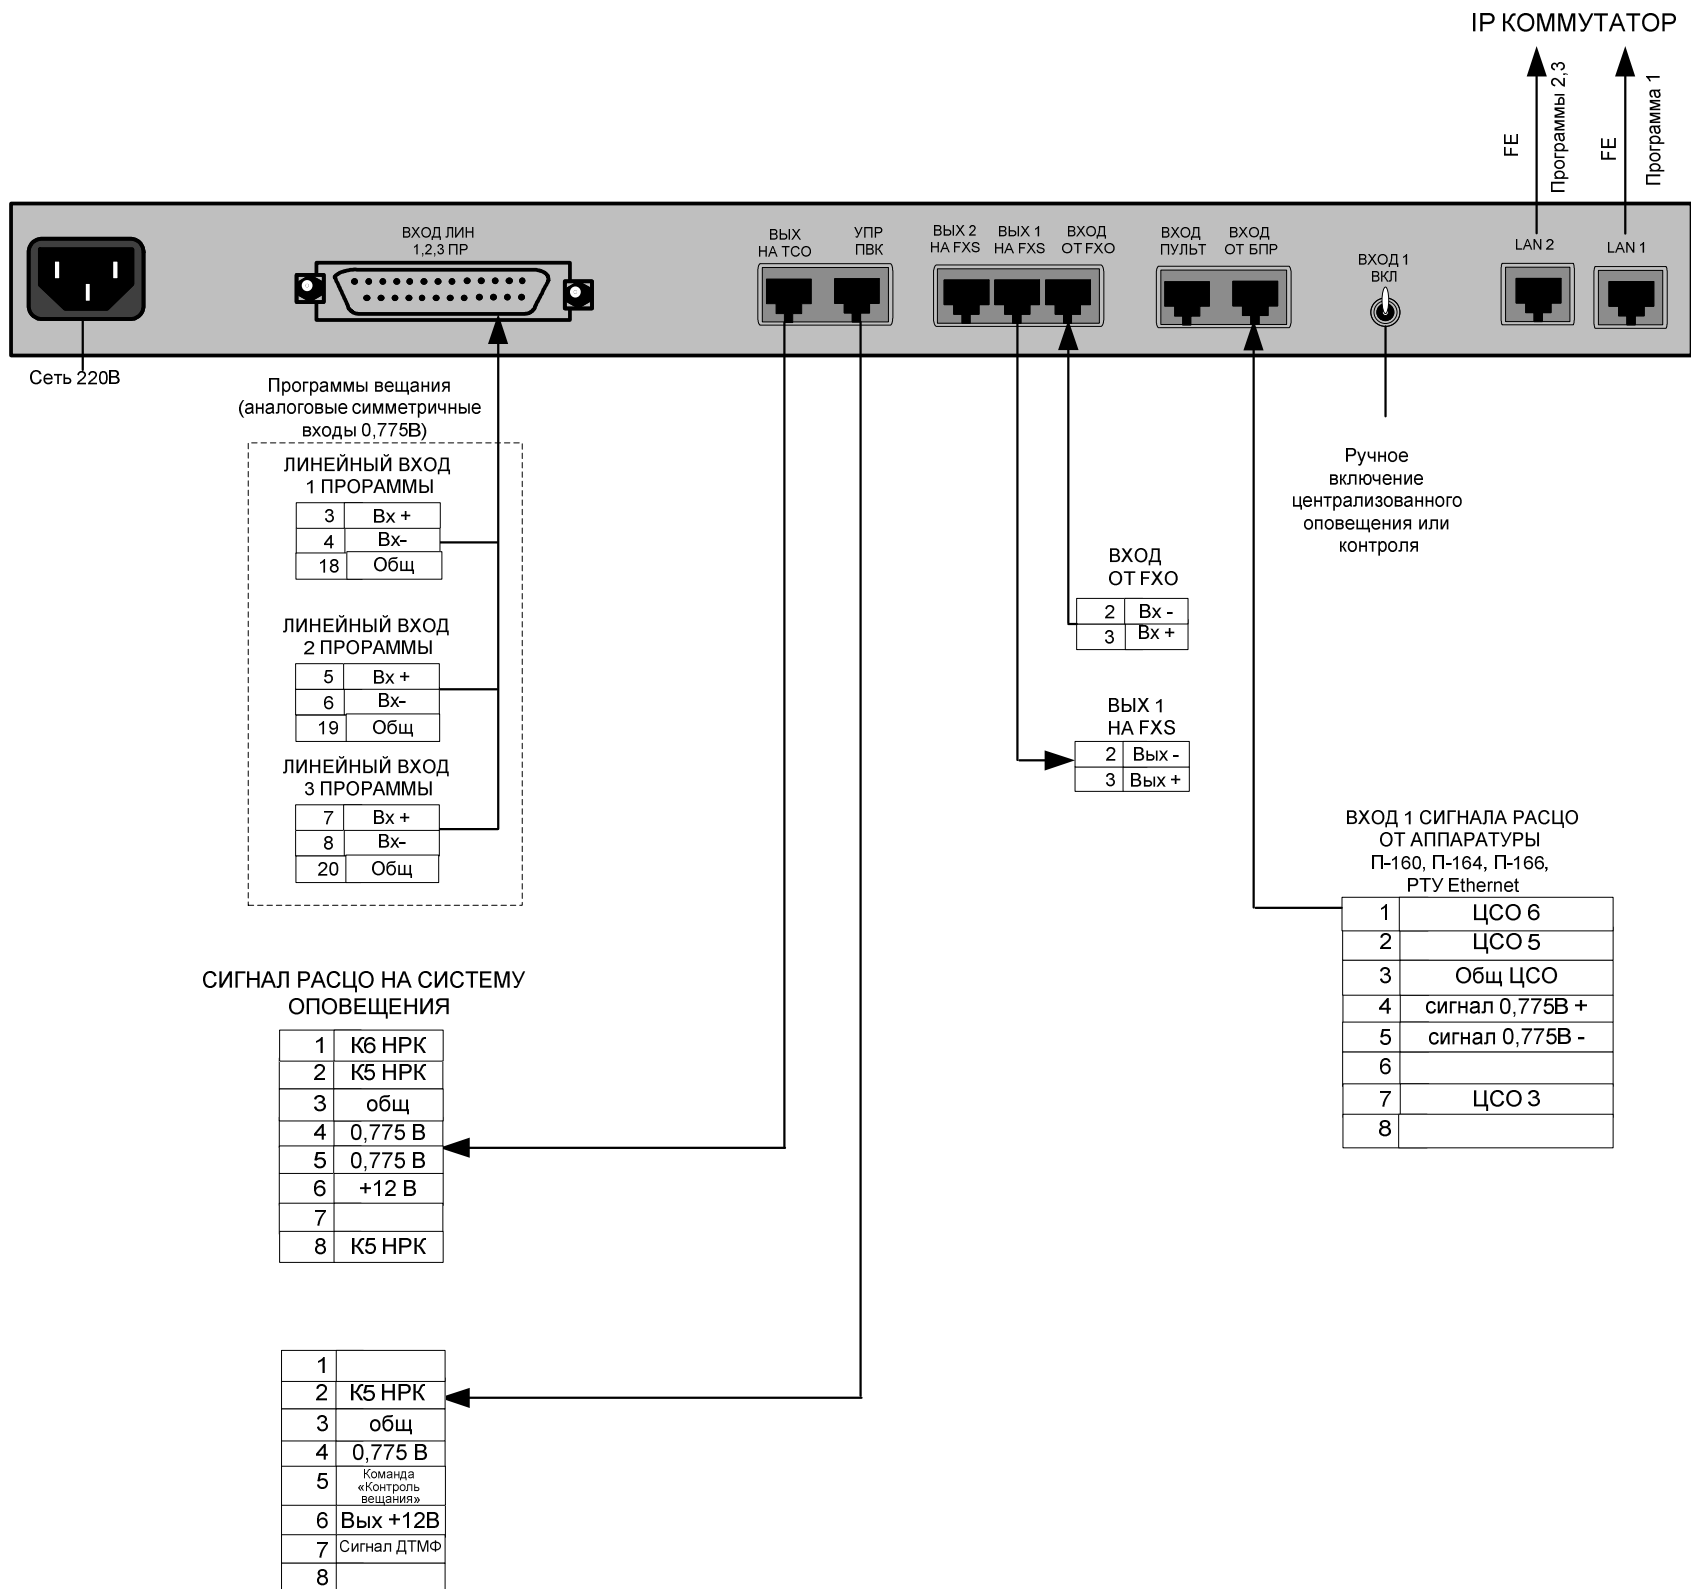 IP КОММУТАТОР
FE
Программы 2,3
FE
Программа 1
ВХОД ЛИН
1,2,3 ПР
ВЫХ
НА ТСО
УПР
ПВК
ВЫХ 2
НА FXS
ВЫХ 1
НА FXS
ВХОД
ОТ FXO
ВХОД
ПУЛЬТ
ВХОД
ОТ БПР
ВХОД 1
ВКЛ
LAN 2
LAN 1
Сеть 220В
Программы вещания
(аналоговые симметричные
входы 0,775В)
ЛИНЕЙНЫЙ ВХОД
1 ПРОРАММЫ
3 Вх +
4 Вх-
18 Общ
ЛИНЕЙНЫЙ ВХОД
2 ПРОРАММЫ
5 Вх +
6 Вх-
19 Общ
ЛИНЕЙНЫЙ ВХОД
3 ПРОРАММЫ
7 Вх +
8 Вх-
20 Общ
Ручное
включение
централизованного
оповещения или
контроля
ВХОД
ОТ FXO
2 Вх -
3 Вх +
ВЫХ 1
НА FXS
2 Вых -
3 Вых +
ВХОД 1 СИГНАЛА РАСЦО
ОТ АППАРАТУРЫ
П-160, П-164, П-166,
РТУ Ethernet
1 ЦСО 6
2 ЦСО 5
3 Общ ЦСО
4 сигнал 0,775В +
5 сигнал 0,775В -
6
7 ЦСО 3
8
СИГНАЛ РАСЦО НА СИСТЕМУ
ОПОВЕЩЕНИЯ
1 К6 НРК
2 К5 НРК
3 общ
4 0,775 В
5 0,775 В
6 +12 В
7
8 К5 НРК
1
2 К5 НРК
3 общ
4 0,775 В
5 Команда
«Контроль
вещания»
6 Вых +12В
7 Сигнал ДТМФ
8